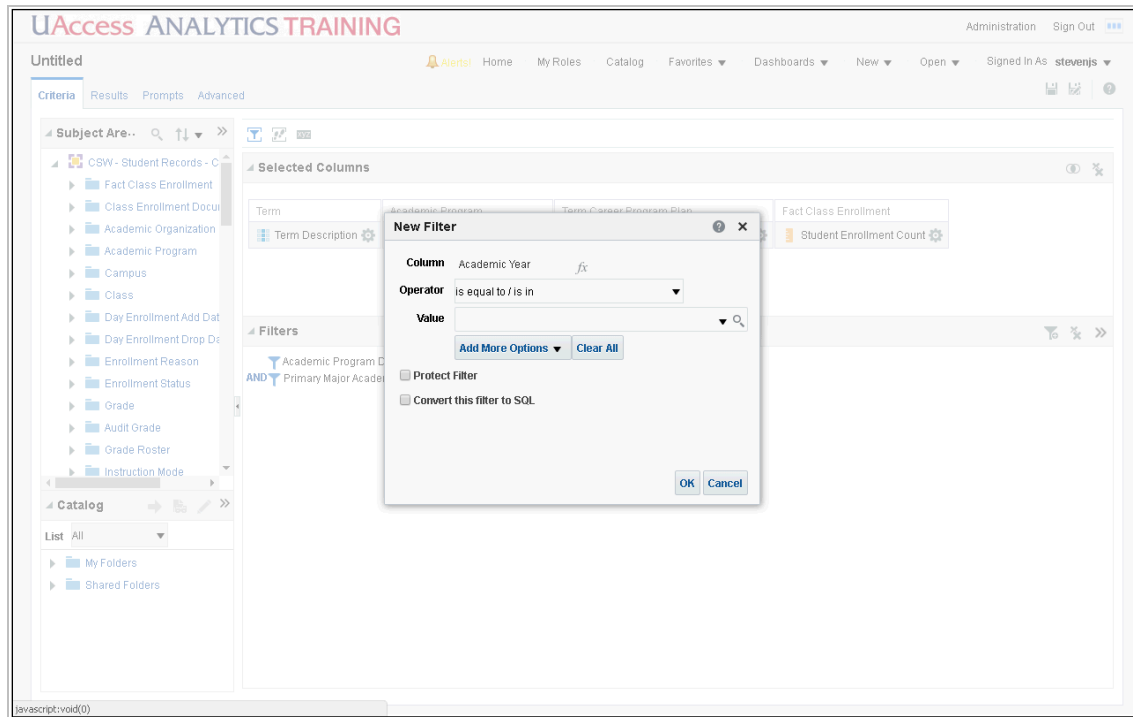 UAccess ANALYTICS TRAINING
Administration Sign Out
Untitled
Alerts! Home My Roles Catalog Favorites Dashboards New Open Signed In As stevenjs
Criteria Results Prompts Advanced
Subject Are..
CSW - Student Records - C
Fact Class Enrollment
Class Enrollment Docu
Academic Organization
Academic Program
Campus
Class
Day Enrollment Add Dat
Day Enrollment Drop Da
Enrollment Reason
Enrollment Status
Grade
Audit Grade
Grade Roster
Instruction Mode
Catalog
List All
My Folders
Shared Folders
Selected Columns
Term Academic Program Term Career Program Plan Fact Class Enrollment
Term Description Student Enrollment Count
Filters
Academic Program D
AND Primary Major Acade
New Filter
Column Academic Year fx
Operator is equal to / is in
Value
Add More Options Clear All
Protect Filter
Convert this filter to SQL
OK Cancel
javascript:void(0)